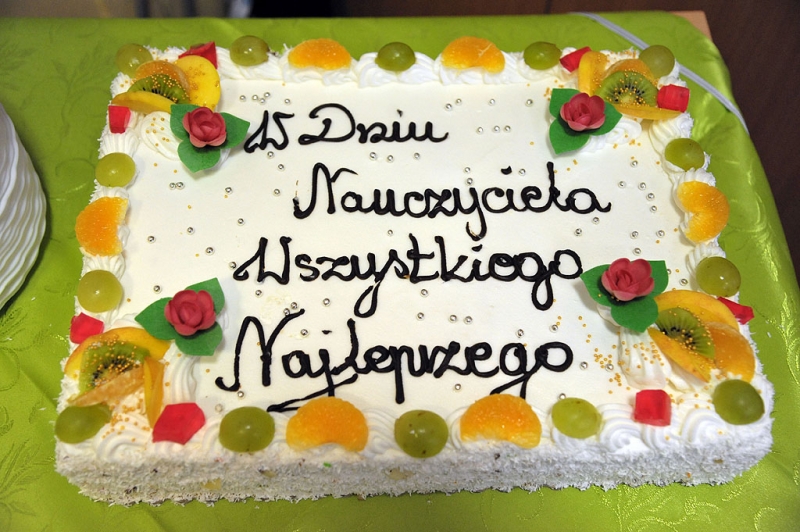 W Dniu
Nauczyciela
Wszystkiego
Najlepszego